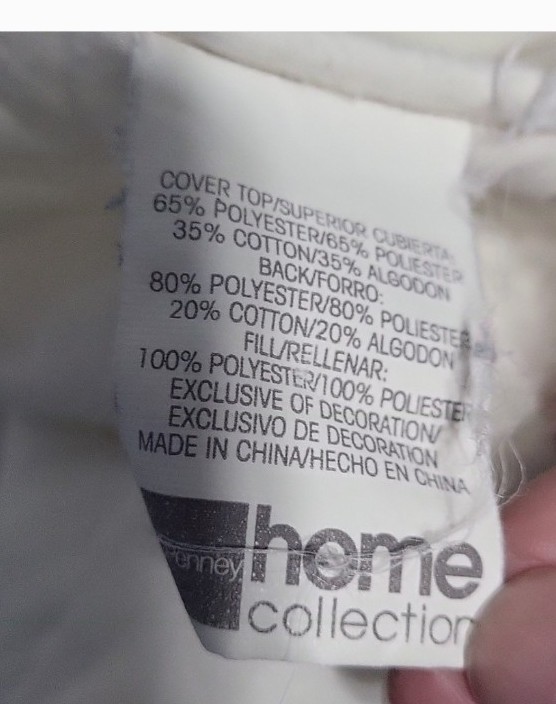 COVER TOP/SUPERIOR CUBIERTA:
65% POLYESTER/65% POLIESTER
35% COTTON/35% ALGODON
BACK/FORRO:
80% POLYESTER/80% POLIESTER
20% COTTON/20% ALGODON
FILL/RELLENAR:
100% POLYESTER/100% POLIESTER
EXCLUSIVE OF DECORATION/
EXCLUSIVO DE DECORATION
MADE IN CHINA/HECHO EN CHINA
home
collection